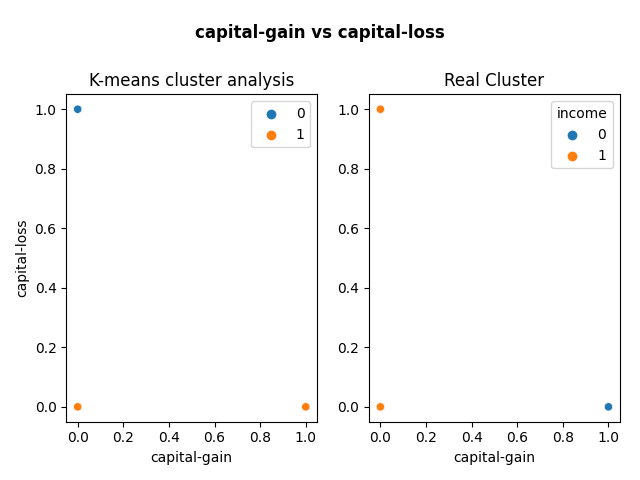 capital-gain vs capital-loss
K-means cluster analysis
0
1
1.0
0.8
0.6
0.4
0.2
0.0
capital-loss
0.0 0.2 0.4 0.6 0.8 1.0
capital-gain
Real Cluster
income
0
1
1.0
0.8
0.6
0.4
0.2
0.0
0.0 0.2 0.4 0.6 0.8 1.0
capital-gain